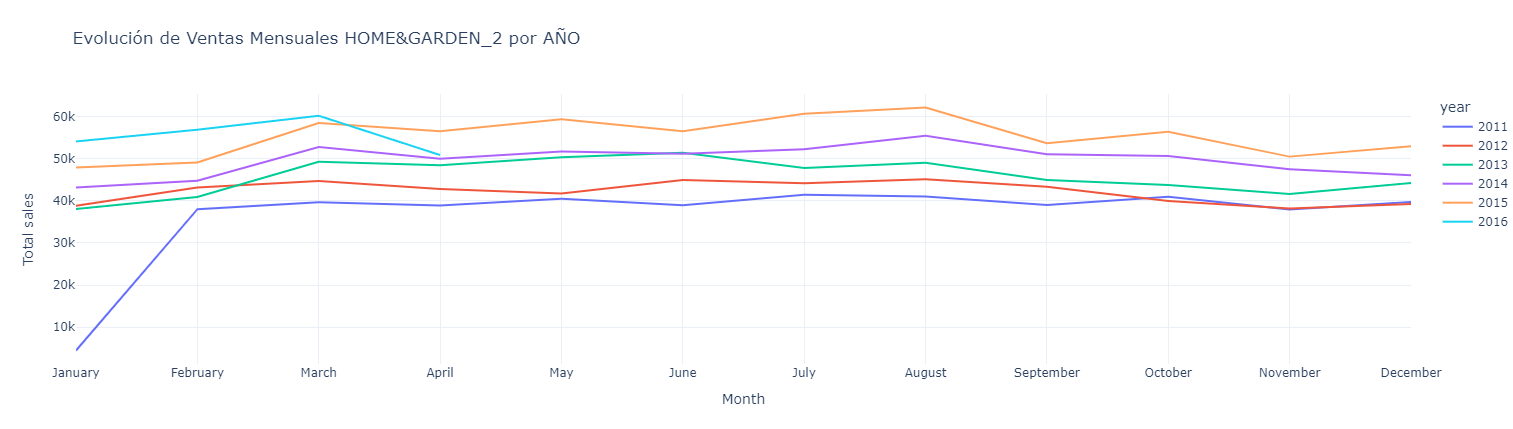 Evolución de Ventas Mensuales HOME&GARDEN_2 por AÑO
Total sales
60k
50k
40k
30k
20k
10k
January February March April May June July August September October November December
Month
year
2011
2012
2013
2014
2015
2016